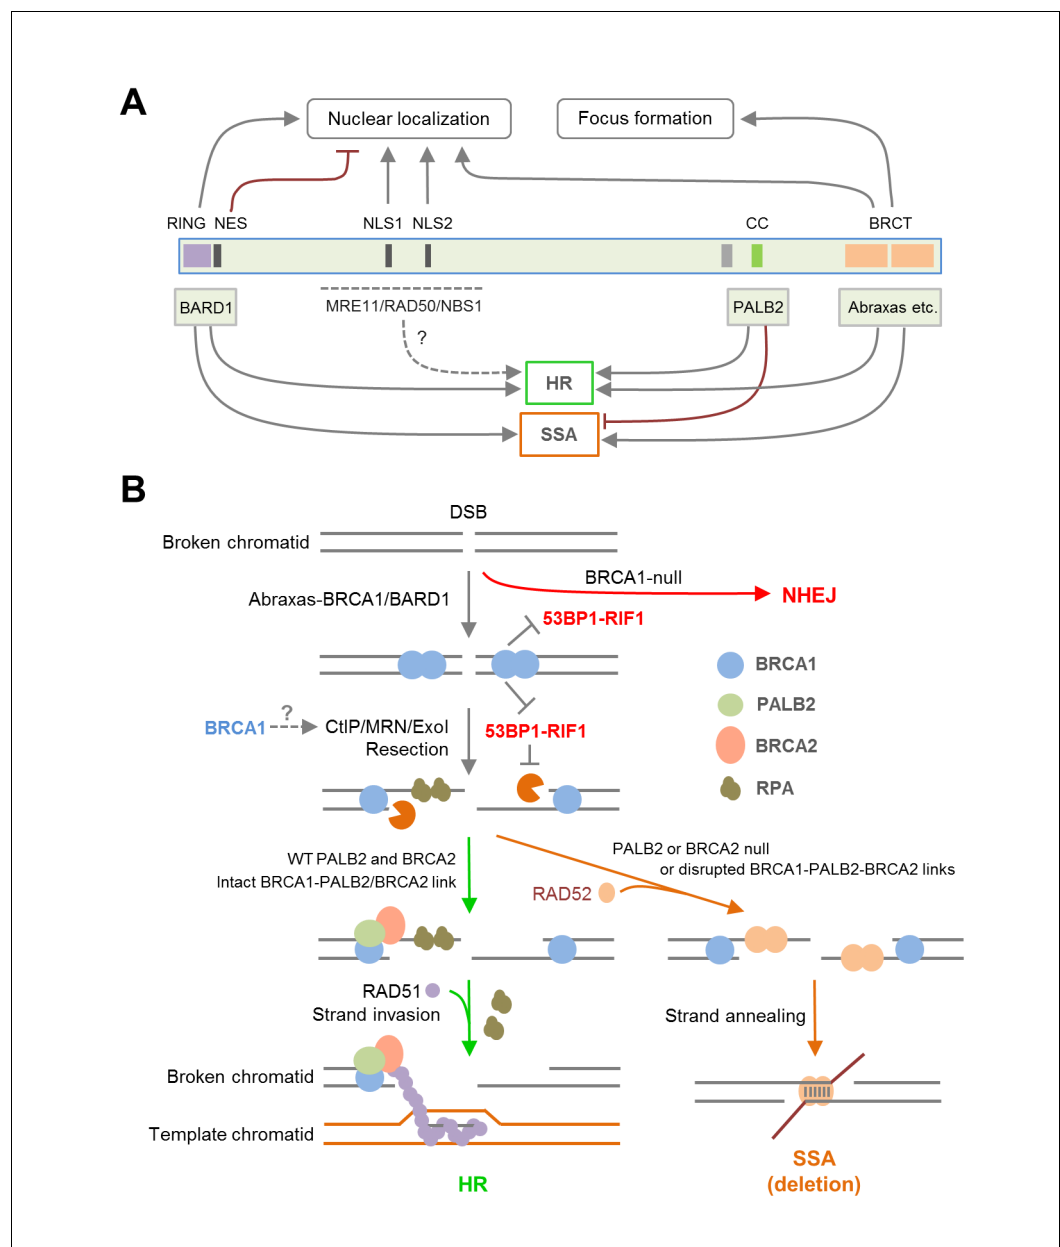 A
Nuclear localization
Focus formation
RING NES
NLS1 NLS2
CC
BRCT
BARD1
MRE11/RAD50/NBS1
PALB2
Abraxas etc.
?
HR
SSA
B
DSB
Broken chromatid
BRCA1-null
Abraxas-BRCA1/BARD1
NHEJ
53BP1-RIF1
BRCA1
PALB2
BRCA2
RPA
BRCA1
?
CtIP/MRN/ExoI
Resection
53BP1-RIF1
WT PALB2 and BRCA2
Intact BRCA1-PALB2/BRCA2 link
PALB2 or BRCA2 null
or disrupted BRCA1-PALB2-BRCA2 links
RAD52
RAD51
Strand invasion
Strand annealing
Broken chromatid
Template chromatid
HR
SSA
(deletion)